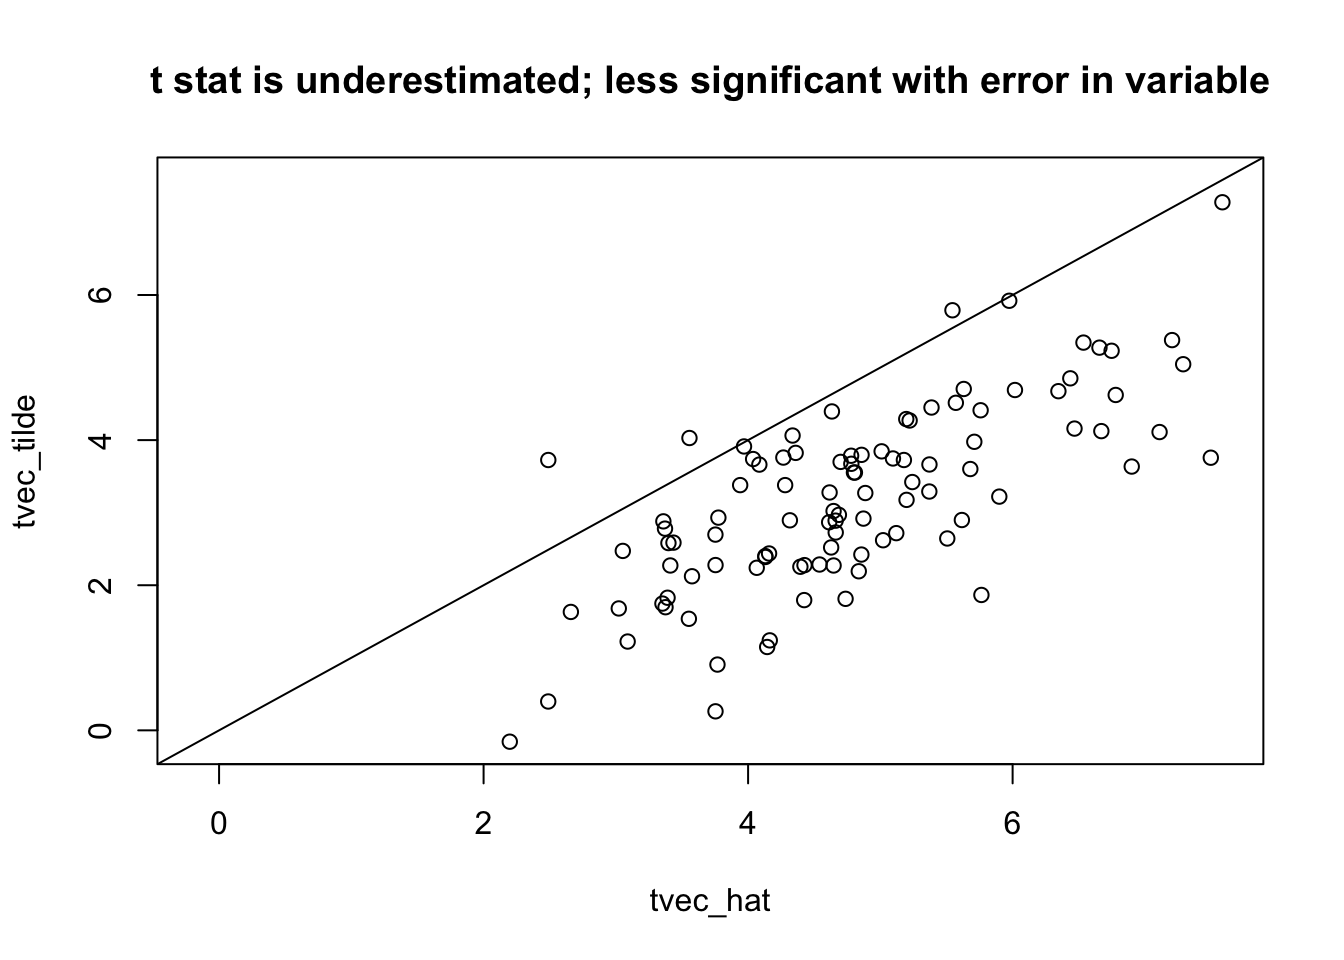 t stat is underestimated; less significant with error in variable
tvec_tilde
6
4
2
0
0 2 4 6
tvec_hat